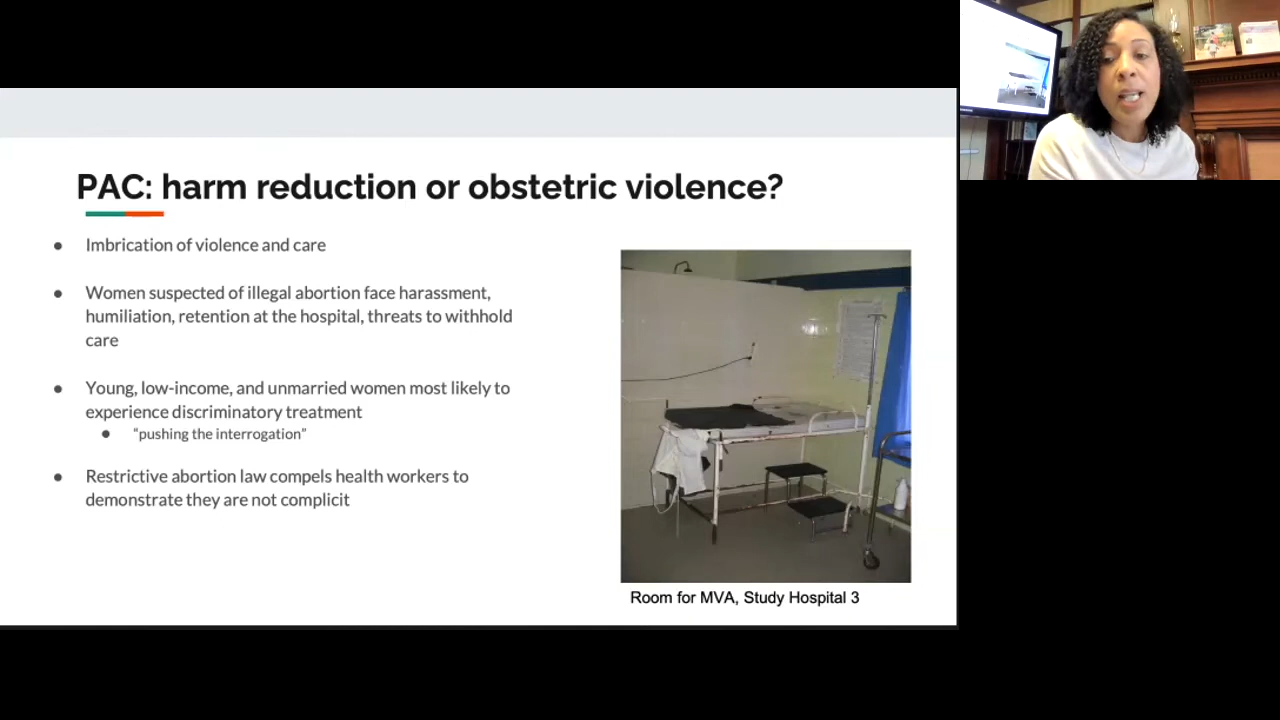 PAC: harm reduction or obstetric violence?
● Imbrication of violence and care
● Women suspected of illegal abortion face harassment,
humiliation, retention at the hospital, threats to withhold
care
● Young, low-income, and unmarried women most likely to
experience discriminatory treatment
● “pushing the interrogation”
● Restrictive abortion law compels health workers to
demonstrate they are not complicit
Room for MVA, Study Hospital 3